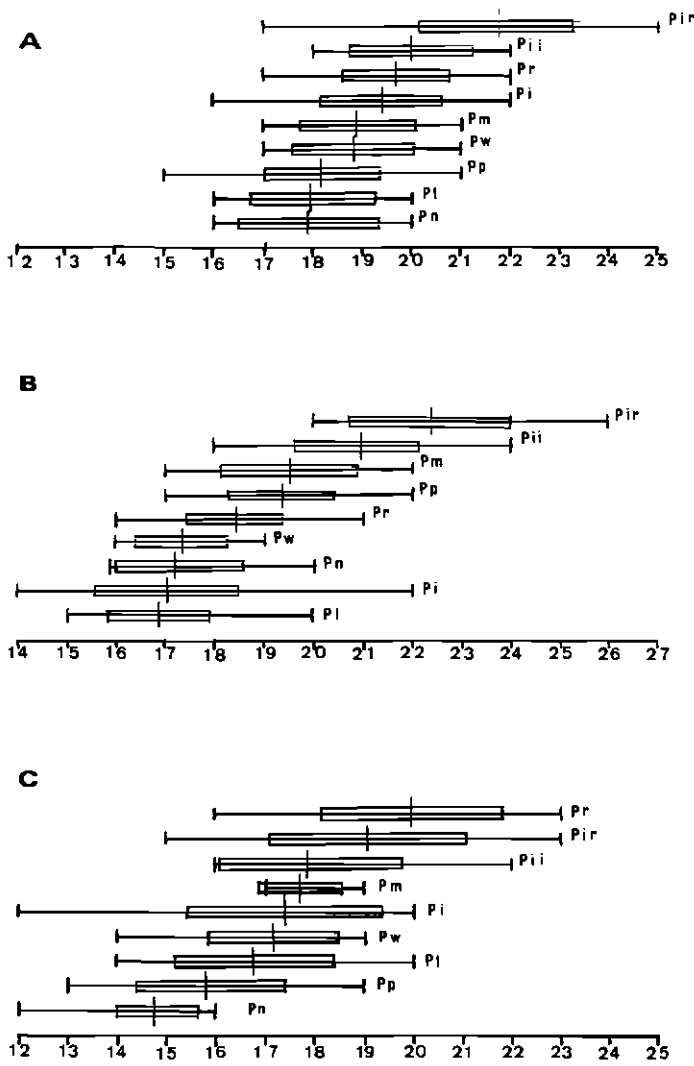 A
Pir
Pii
Pr
Pi
Pm
Pw
Pp
Pl
Pn
12 13 14 15 16 17 18 19 20 21 22 23 24 25
B
Pir
Pii
Pm
Pp
Pr
Pw
Pn
Pi
Pl
14 15 16 17 18 19 20 21 22 23 24 25 26 27
C
Pr
Pir
Pii
Pm
Pi
Pw
Pl
Pp
Pn
12 13 14 15 16 17 18 19 20 21 22 23 24 25